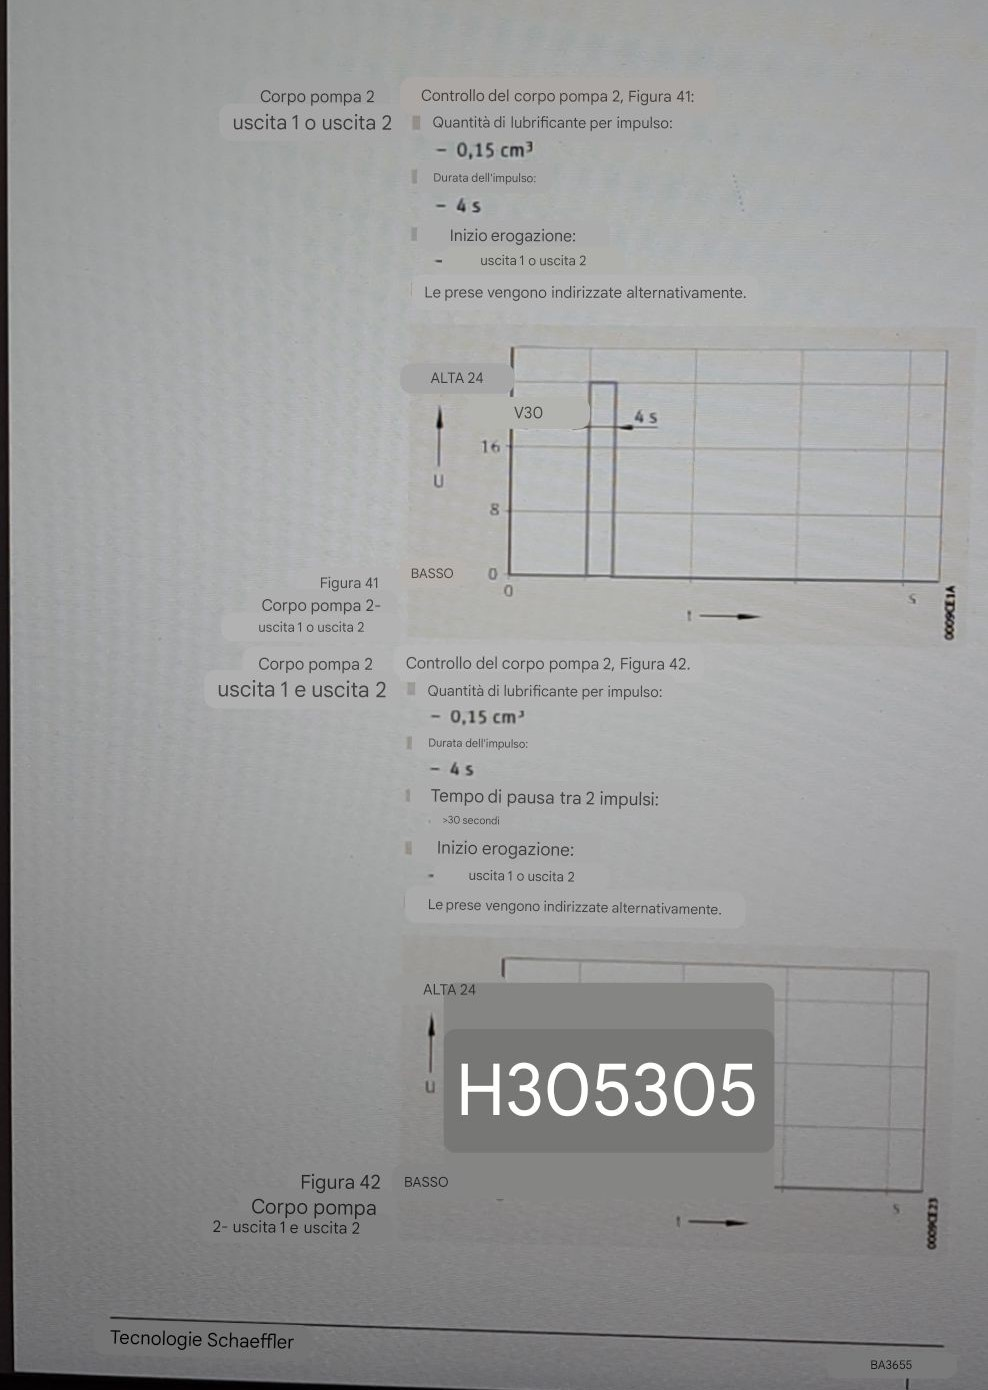 Corpo pompa 2
uscita 1 o uscita 2
Controllo del corpo pompa 2, Figura 41:
Quantità di lubrificante per impulso:
– 0,15 cm³
Durata dell'impulso:
– 4 s
Inizio erogazione:
– uscita 1 o uscita 2
Le prese vengono indirizzate alternativamente.
ALTA 24
V30
4 s
16
U
8
BASSO 0
0
t
s
0009CE1A
Figura 41
Corpo pompa 2-
uscita 1 o uscita 2
Corpo pompa 2
uscita 1 e uscita 2
Controllo del corpo pompa 2, Figura 42.
Quantità di lubrificante per impulso:
– 0,15 cm³
Durata dell'impulso:
– 4 s
Tempo di pausa tra 2 impulsi:
>30 secondi
Inizio erogazione:
– uscita 1 o uscita 2
Le prese vengono indirizzate alternativamente.
ALTA 24
U
H305305
BASSO
t
s
0009CE23
Figura 42
Corpo pompa
2- uscita 1 e uscita 2
Tecnologie Schaeffler
BA3655